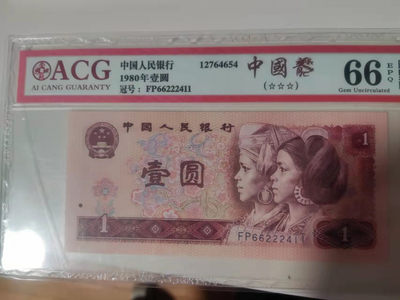 ACG
AI CANG GUARANTY
中国人民银行
1980年壹圆
冠号：FP66222411
12764654
中國龍
(☆☆☆)
66
EPQ
Gem Uncirculated
中国人民银行
1
壹圆
1
FP66222411